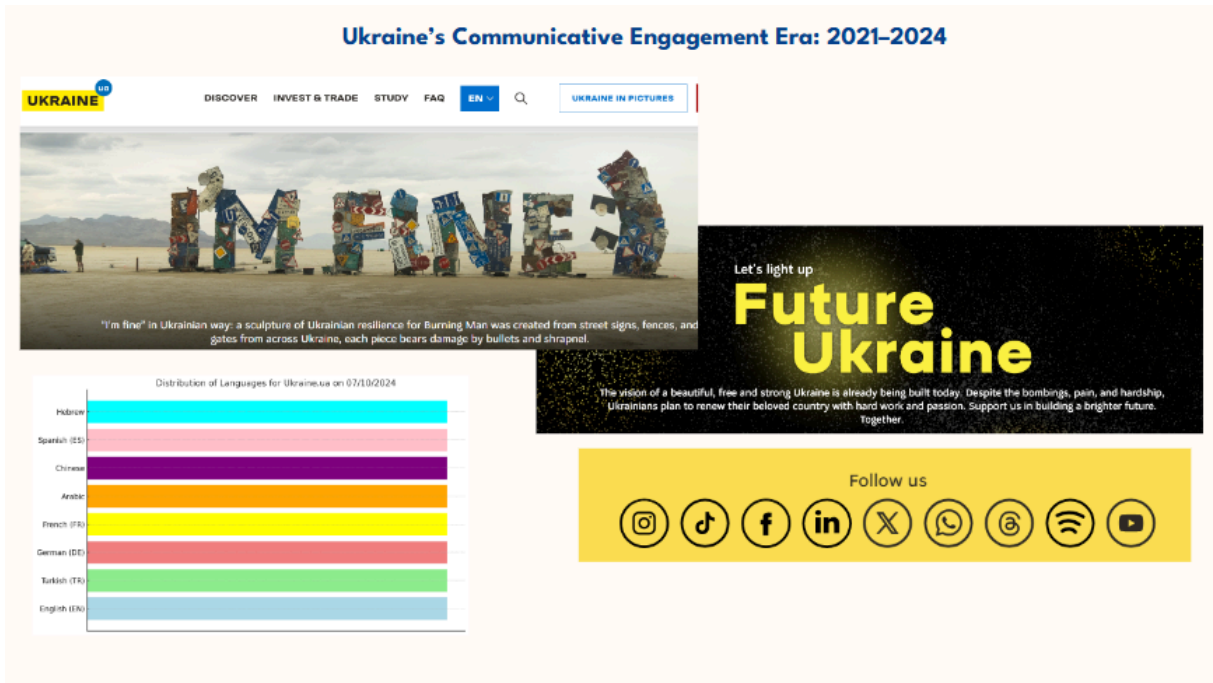 Ukraine's Communicative Engagement Era: 2021–2024
UKRAINE ua
DISCOVER INVEST & TRADE STUDY FAQ EN UKRAINE IN PICTURES
I'M FINE
"I'm fine" in Ukrainian way: a sculpture of Ukrainian resilience for Burning Man was created from street signs, fences, and
gates from across Ukraine, each piece bears damage by bullets and shrapnel.
Let's light up
Future
Ukraine
The vision of a beautiful, free and strong Ukraine is already being built today. Despite the bombings, pain, and hardship,
Ukrainians plan to renew their beloved country with hard work and passion. Support us in building a brighter future.
Together.
Distribution of Languages for Ukraine.ua on 07/10/2024
Hebrew
Spanish (ES)
Chinese
Arabic
French (FR)
German (DE)
Turkish (TR)
English (EN)
Follow us